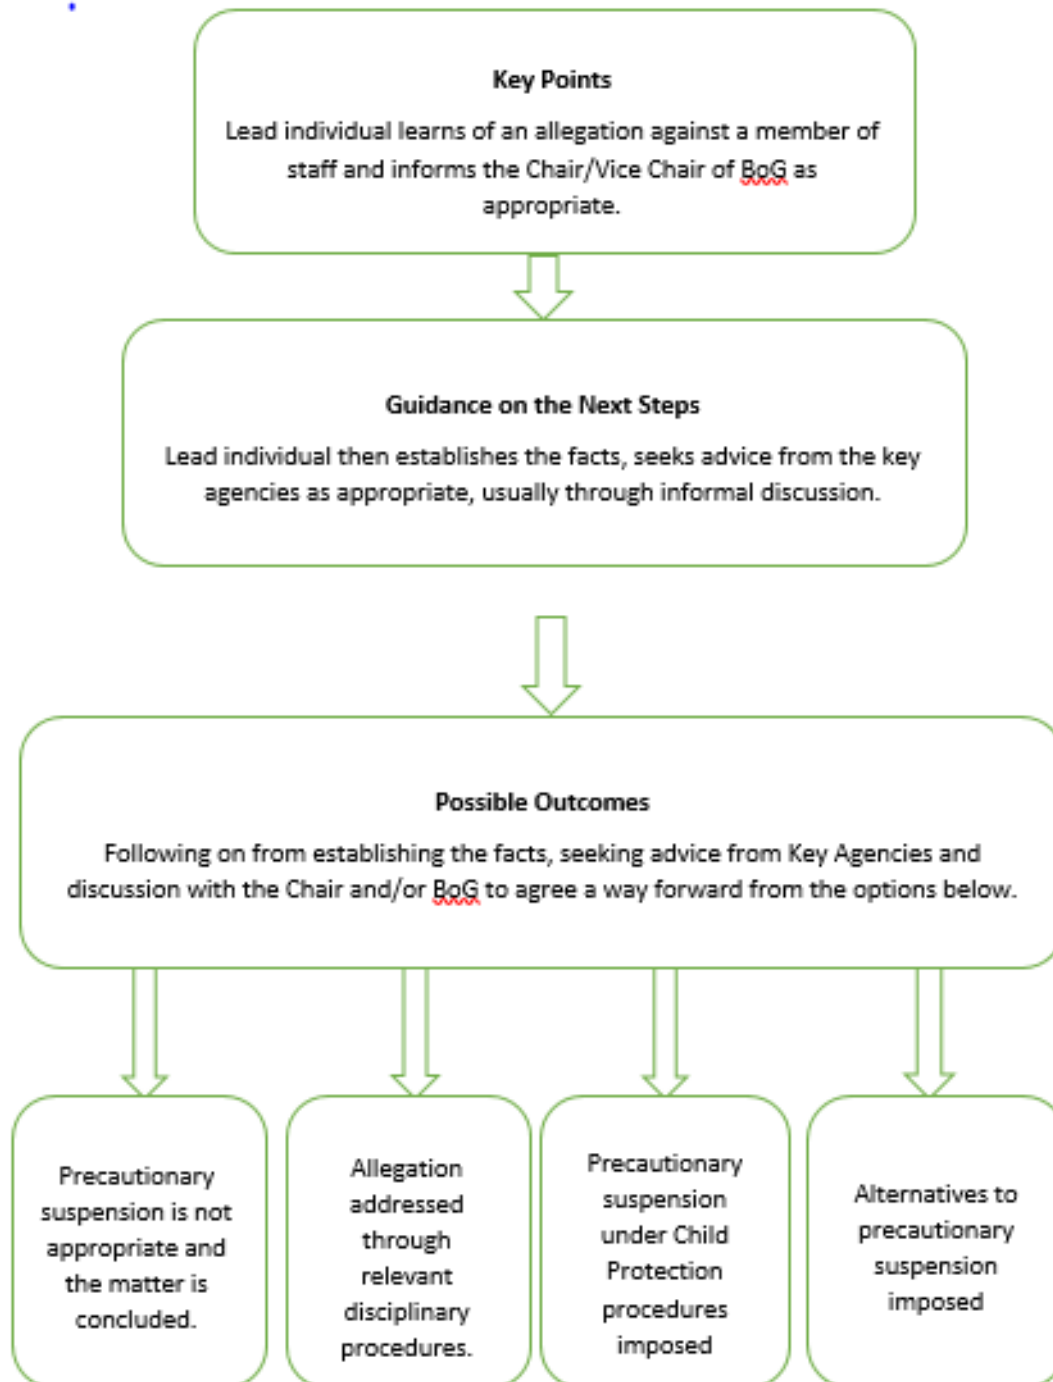 Key Points
Lead individual learns of an allegation against a member of
staff and informs the Chair/Vice Chair of BoG as
appropriate.
Guidance on the Next Steps
Lead individual then establishes the facts, seeks advice from the key
agencies as appropriate, usually through informal discussion.
Possible Outcomes
Following on from establishing the facts, seeking advice from Key Agencies and
discussion with the Chair and/or BoG to agree a way forward from the options below.
Precautionary
suspension is not
appropriate and
the matter is
concluded.
Allegation
addressed
through
relevant
disciplinary
procedures.
Precautionary
suspension
under Child
Protection
procedures
imposed
Alternatives to
precautionary
suspension
imposed